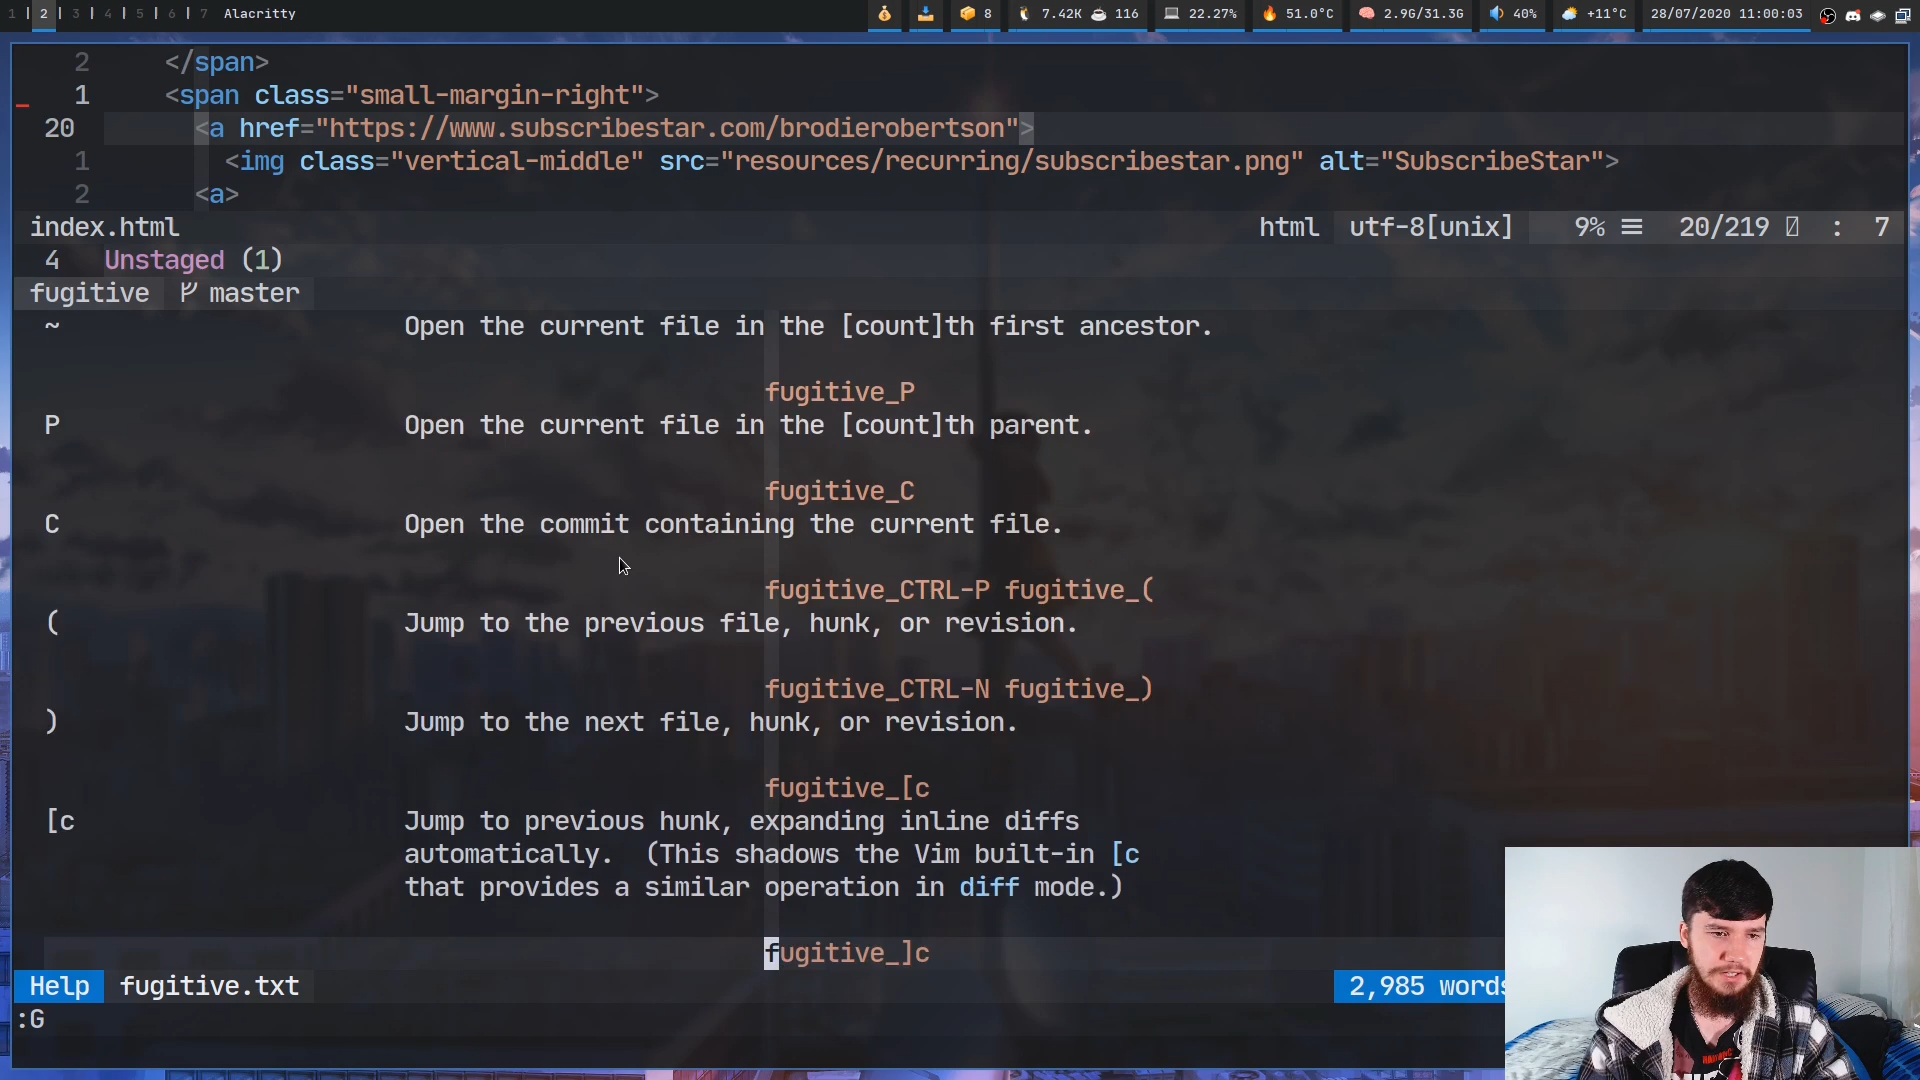 1 | 2 | 3 | 4 | 5 | 6 | 7 Alacritty 8 7.42K 116 22.27% 51.0°C 2.9G/31.3G 40% +11°C 28/07/2020 11:00:03
2 </span>
1 <span class="small-margin-right">
20 <a href="https://www.subscribestar.com/brodierobertson">
1 <img class="vertical-middle" src="resources/recurring/subscribestar.png" alt="SubscribeStar">
2 <a>
index.html html utf-8[unix] 9% ☰ 20/219 : 7
4 Unstaged (1)
fugitive master
~ Open the current file in the [count]th first ancestor.
fugitive_P
P Open the current file in the [count]th parent.
fugitive_C
C Open the commit containing the current file.
fugitive_CTRL-P fugitive_(
( Jump to the previous file, hunk, or revision.
fugitive_CTRL-N fugitive_)
) Jump to the next file, hunk, or revision.
fugitive_[c
[c Jump to previous hunk, expanding inline diffs
automatically. (This shadows the Vim built-in [c
that provides a similar operation in diff mode.)
fugitive_]c
Help fugitive.txt 2,985 words
:G